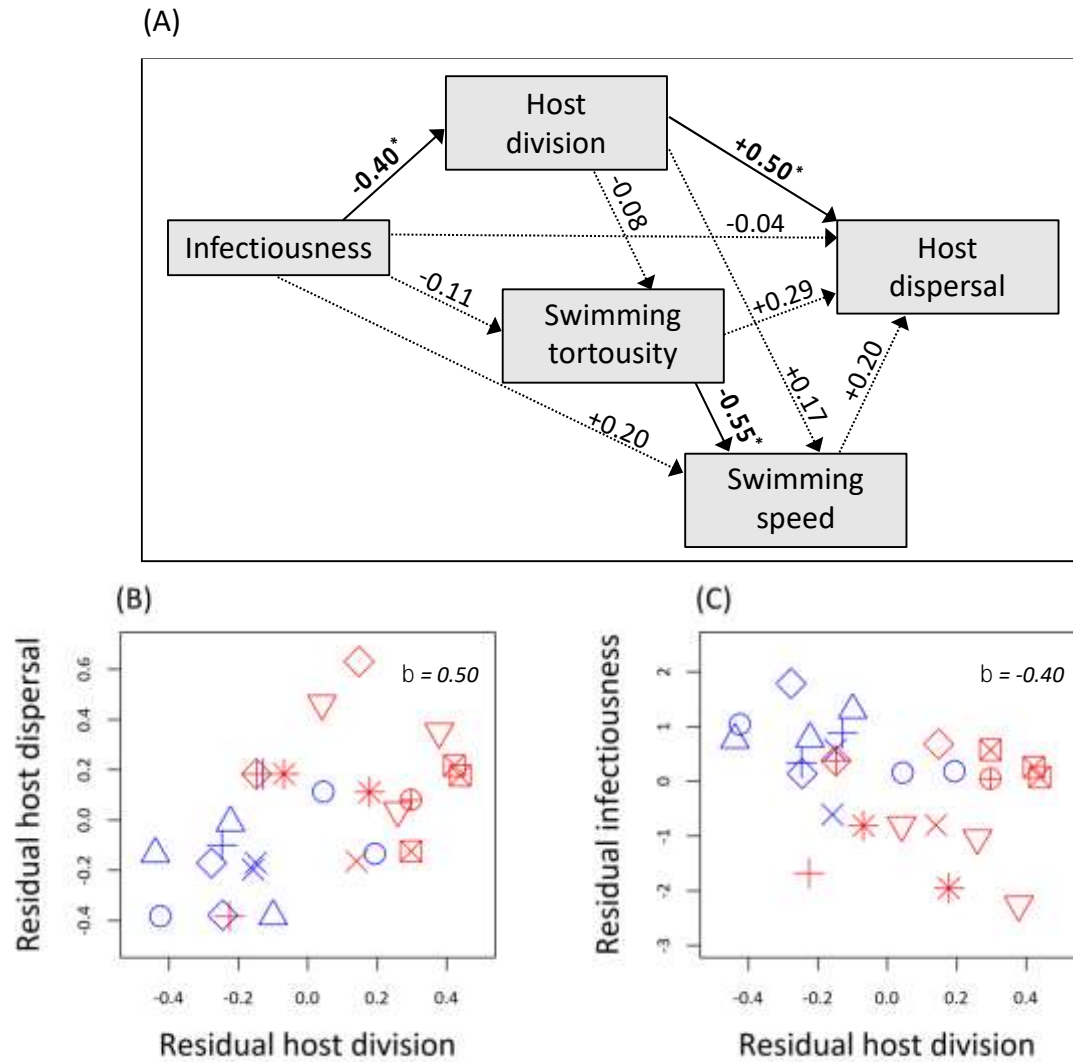 (A)
Host
division
-0.40*
+0.50*
-0.08
-0.04
Infectiousness
Host
dispersal
-0.11
+0.29
Swimming
tortousity
+0.17
+0.20
-0.55*
+0.20
Swimming
speed
(B)
Residual host dispersal
b = 0.50
0.6
0.4
0.2
0.0
-0.2
-0.4
-0.4 -0.2 0.0 0.2 0.4
Residual host division
(C)
Residual infectiousness
b = -0.40
2
1
0
-1
-2
-3
-0.4 -0.2 0.0 0.2 0.4
Residual host division